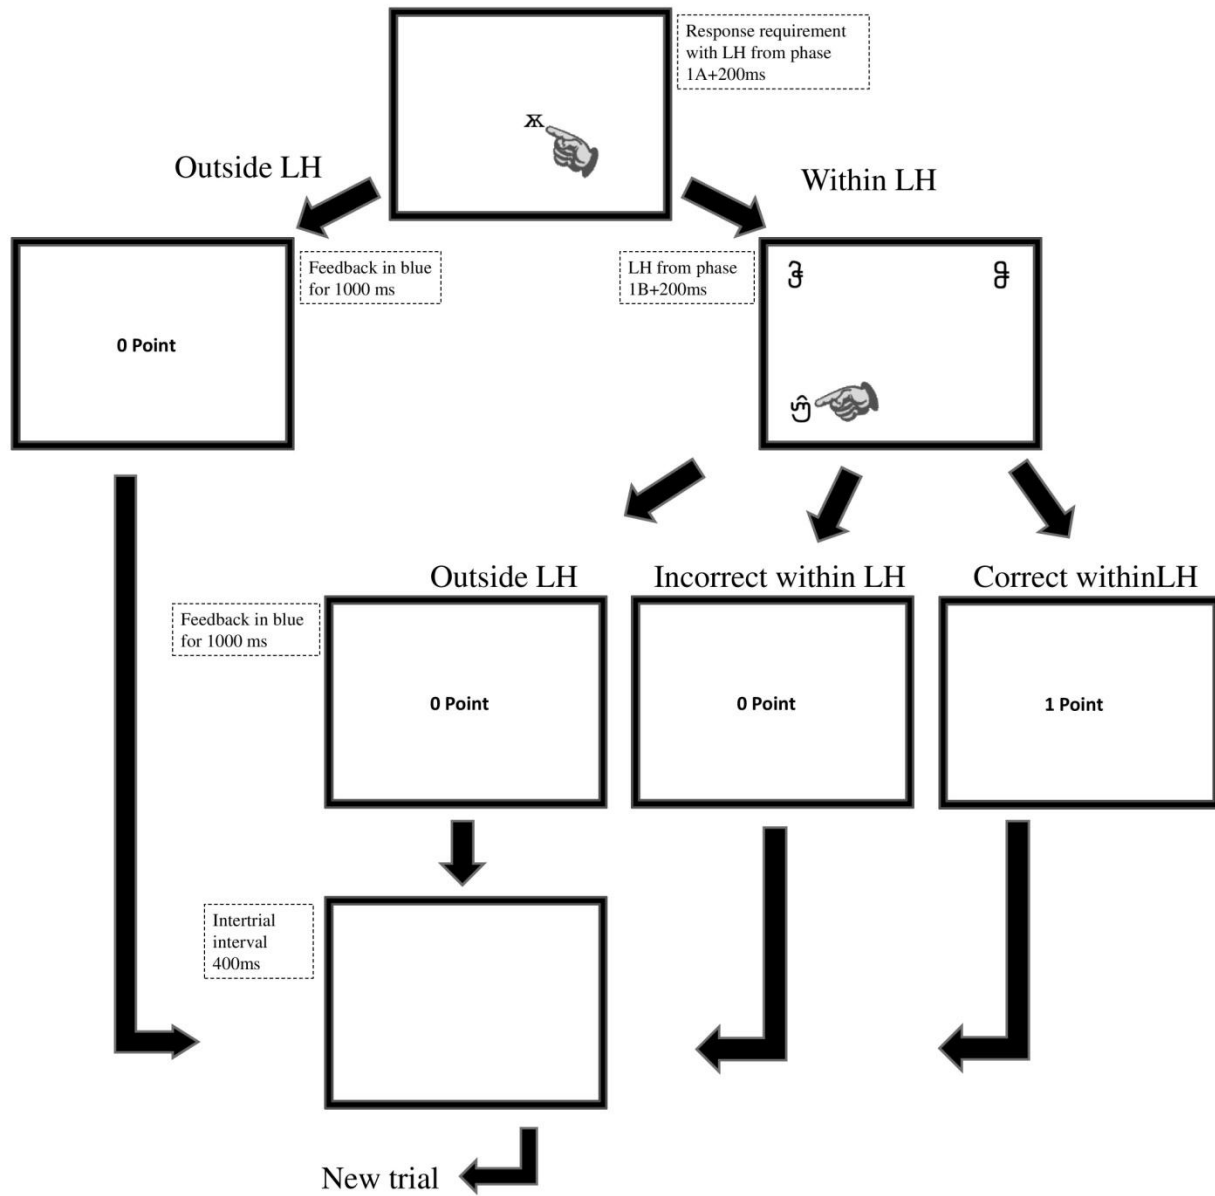 Response requirement
with LH from phase
1A+200ms
Ѫ
Outside LH
Within LH
Feedback in blue
for 1000 ms
LH from phase
1B+200ms
0 Point
Outside LH
Incorrect within LH
Correct withinLH
Feedback in blue
for 1000 ms
0 Point
0 Point
1 Point
Intertrial
interval
400ms
New trial